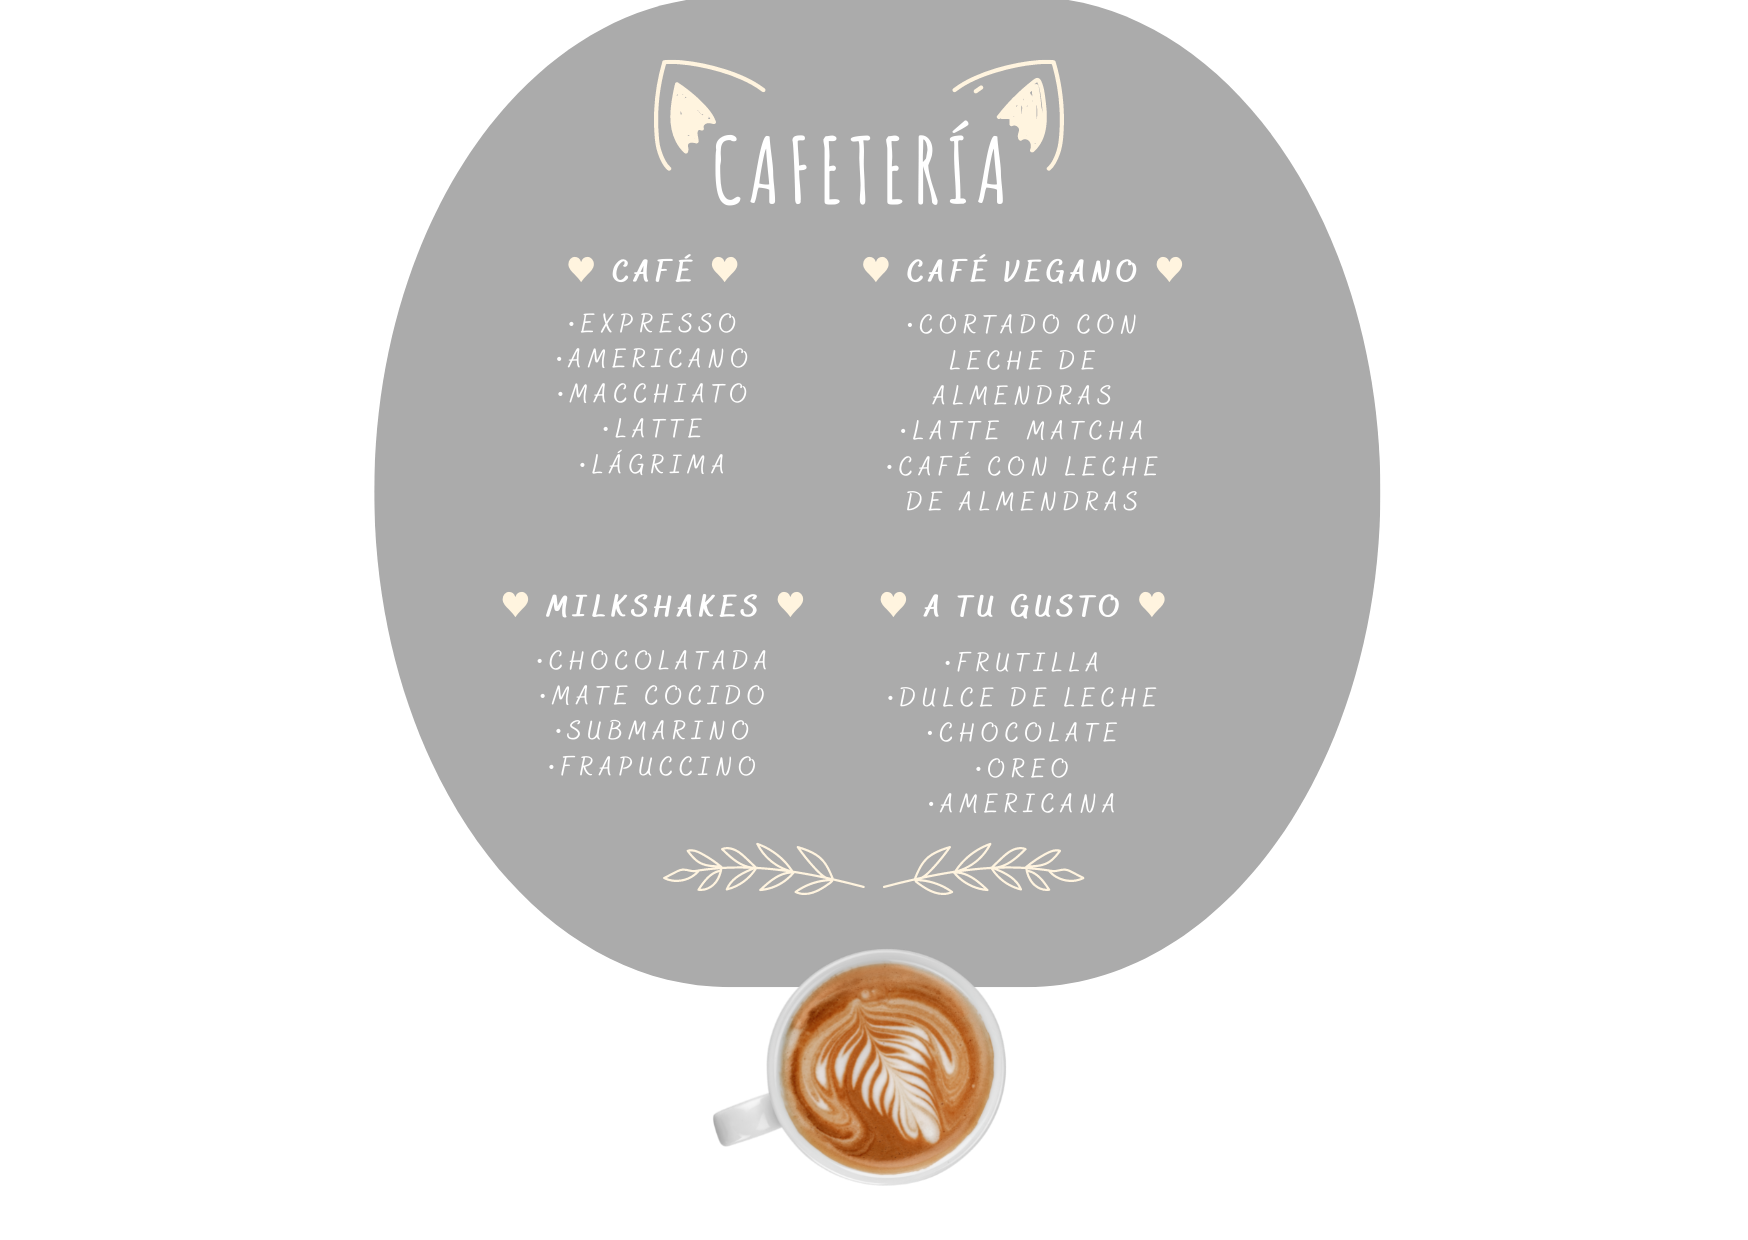 CAFETERÍA
CAFÉ
·EXPRESSO
·AMERICANO
·MACCHIATO
·LATTE
·LÁGRIMA
CAFÉ VEGANO
·CORTADO CON
LECHE DE
ALMENDRAS
·LATTE  MATCHA
·CAFÉ CON LECHE
DE ALMENDRAS
MILKSHAKES
·CHOCOLATADA
·MATE COCIDO
·SUBMARINO
·FRAPUCCINO
A TU GUSTO
·FRUTILLA
·DULCE DE LECHE
·CHOCOLATE
·OREO
·AMERICANA